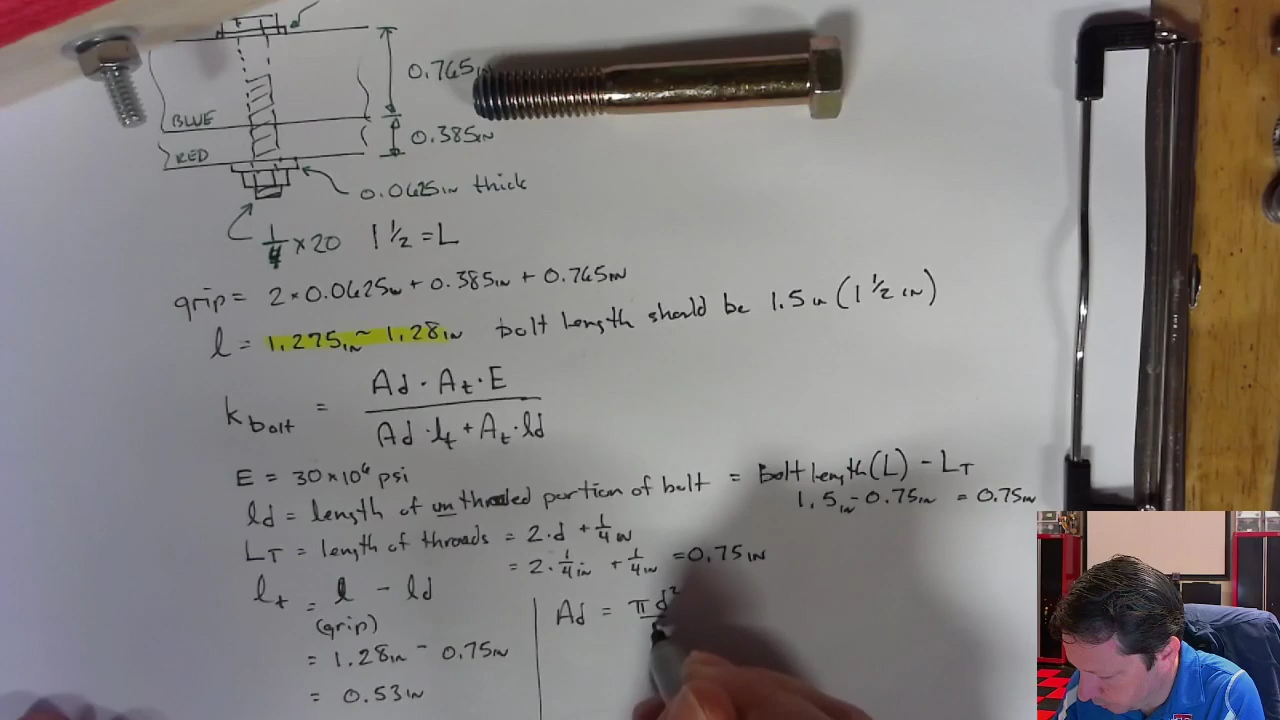 0.765in
BLUE
0.385in
RED
0.0625in thick
1/4 × 20 1 1/2 = L
grip = 2 × 0.0625in + 0.385in + 0.765in
l = 1.275in ~ 1.28in bolt length should be 1.5in (1 1/2 in)
k bolt = Ad · At · E / Ad · lt + At · ld
E = 30×10⁶ psi
ld = length of unthreaded portion of bolt = Bolt length (L) - LT
1.5in - 0.75in = 0.75in
LT = length of threads = 2·d + 1/4 in
= 2 · 1/4 in + 1/4 in = 0.75in
lt = l - ld
(grip)
= 1.28in - 0.75in
= 0.53in
Ad = πd²